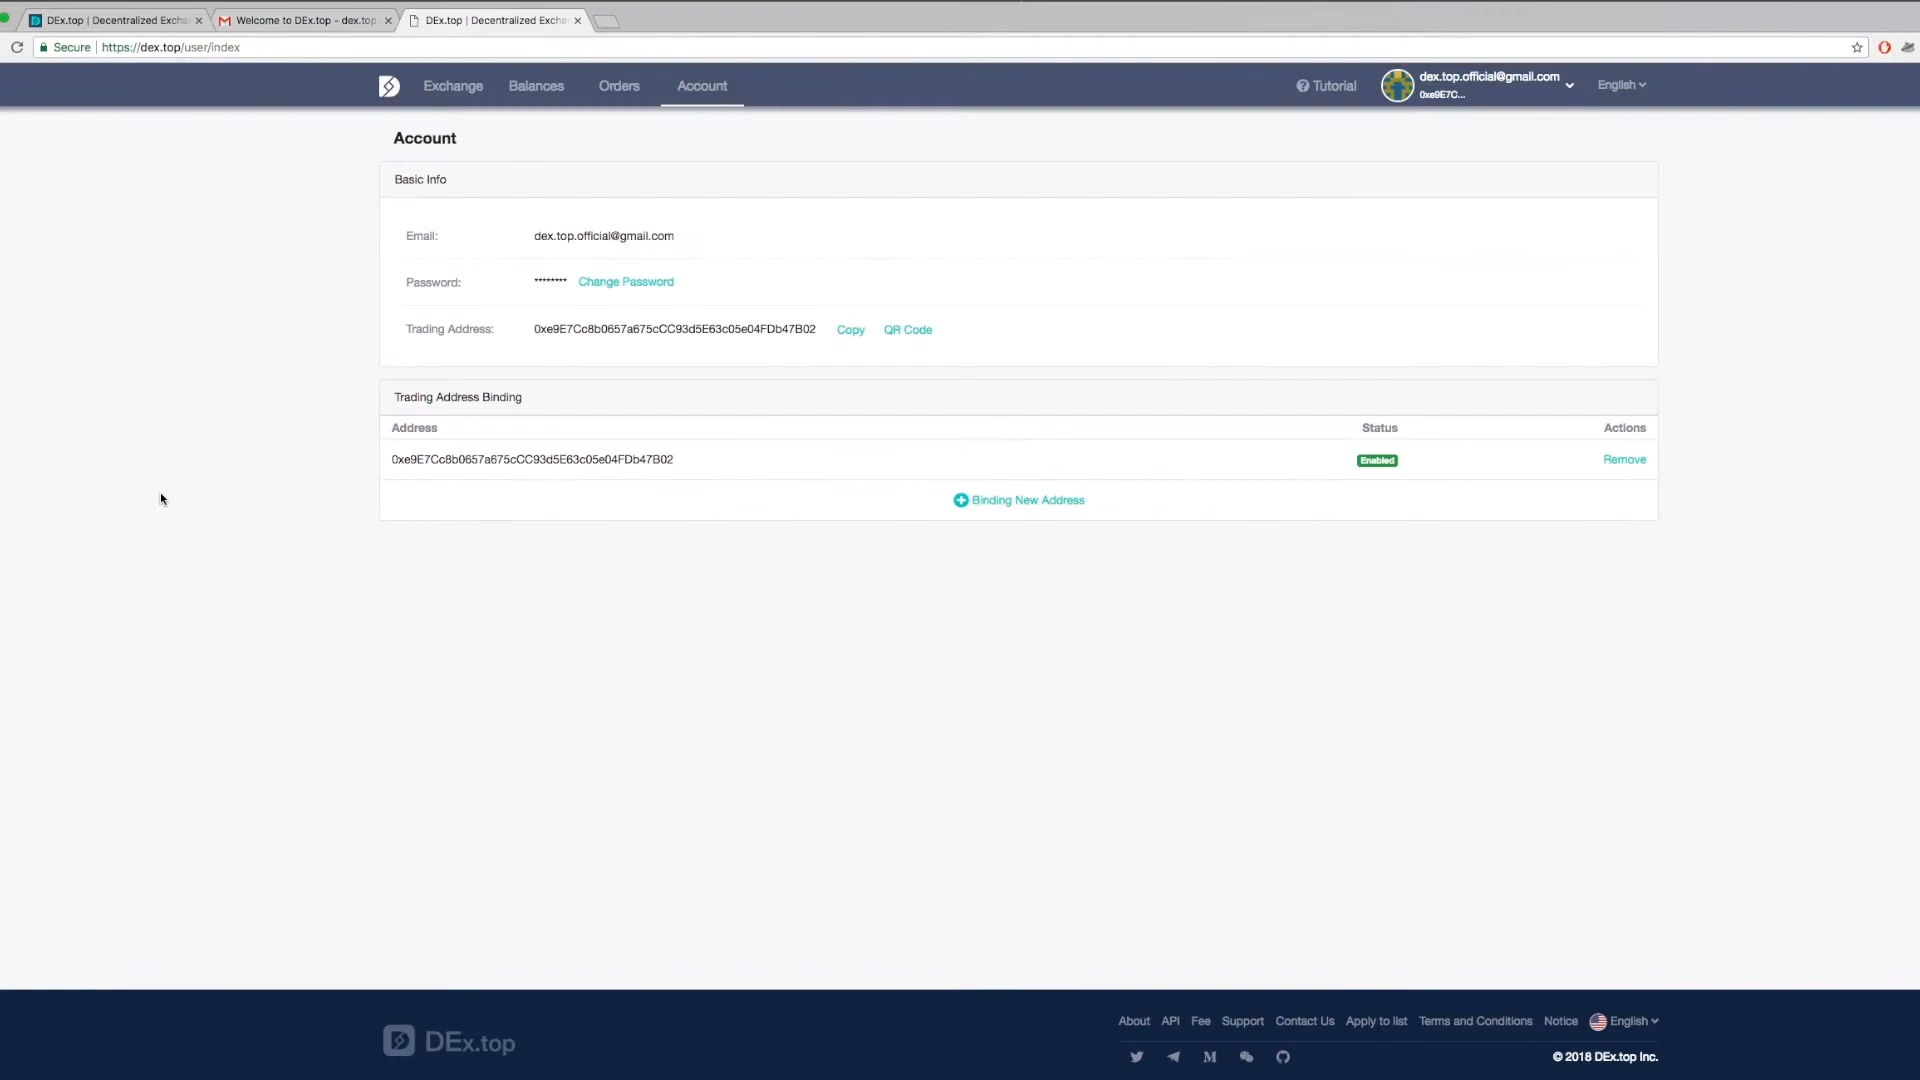 DEx.top | Decentralized Excha
Welcome to DEx.top - dex.top
DEx.top | Decentralized Excha
Secure | https://dex.top/user/index
Exchange Balances Orders Account
Tutorial
dex.top.official@gmail.com
0xe9E7C...
English
Account
Basic Info
Email: dex.top.official@gmail.com
Password: ******** Change Password
Trading Address: 0xe9E7Cc8b0657a675cCC93d5E63c05e04FDb47B02 Copy QR Code
Trading Address Binding
Address Status Actions
0xe9E7Cc8b0657a675cCC93d5E63c05e04FDb47B02 Enabled Remove
Binding New Address
DEx.top
About API Fee Support Contact Us Apply to list Terms and Conditions Notice English
© 2018 DEx.top Inc.